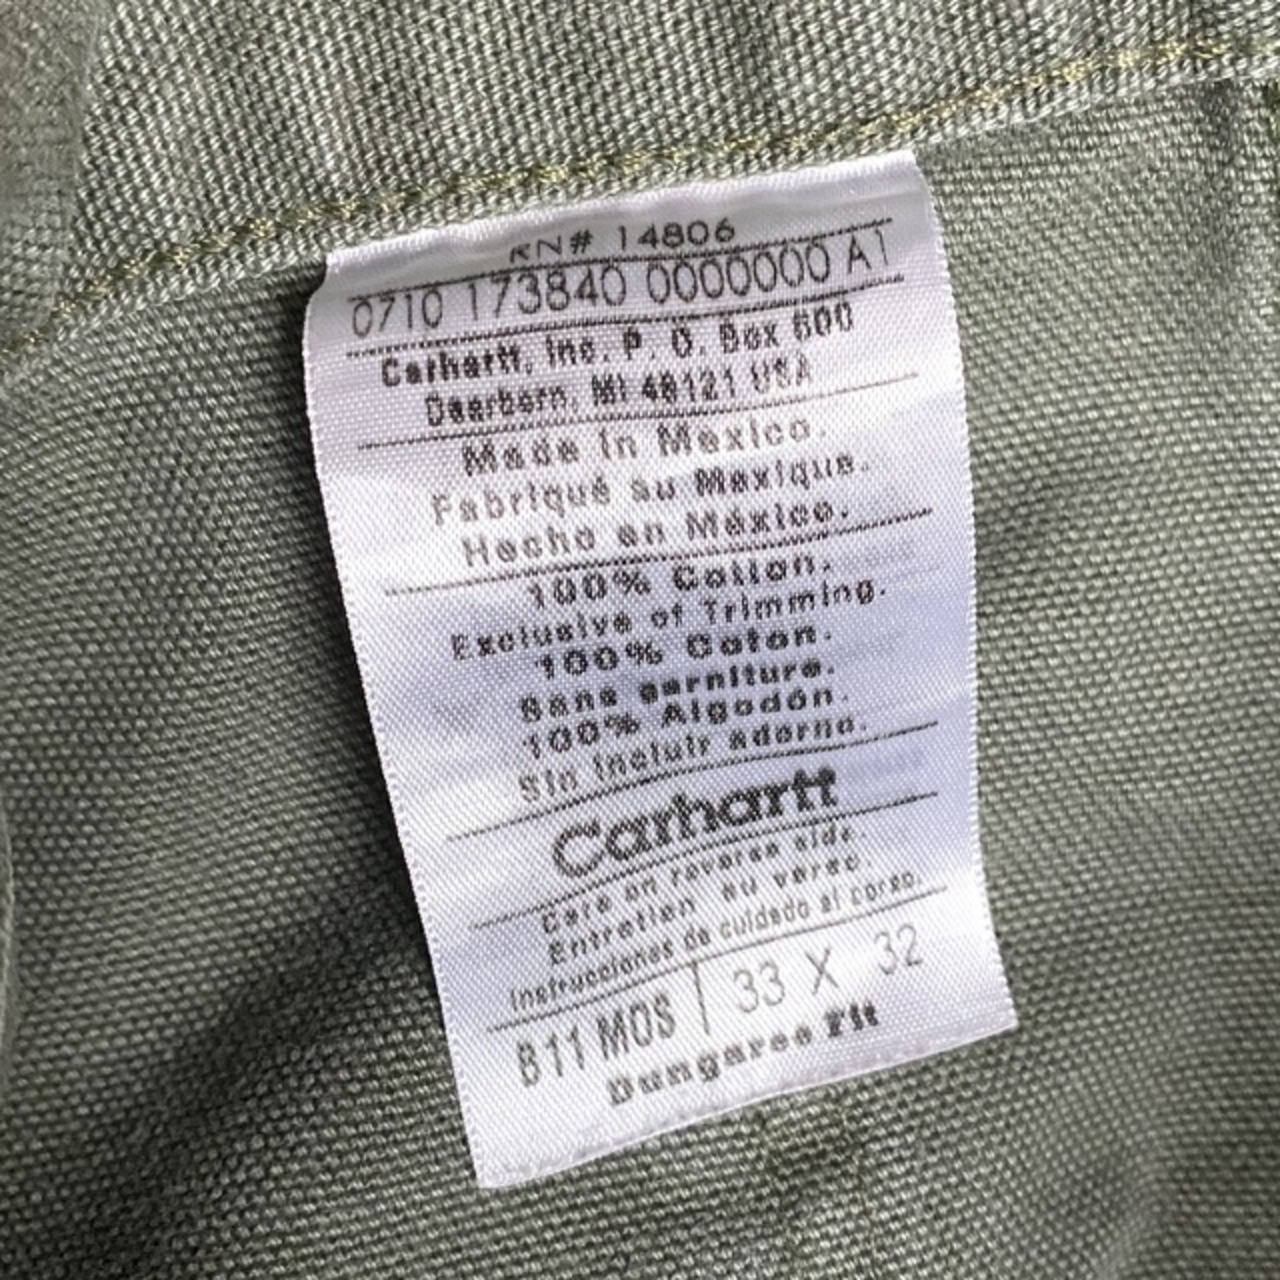 RN# 14806
0710 173840 0000000 A1
Carhartt, Inc. P. O. Box 600
Dearborn, MI 48121 USA
Made in Mexico.
Fabriqué au Mexique.
Hecho en México.
100% Cotton.
Exclusive of Trimming.
100% Coton.
Sans garniture.
100% Algodón.
Sin incluir adorno.
Carhartt
Care on reverse side.
Entretien au verso.
Instrucciones de cuidado al dorso.
B11 MOS | 33 X 32
Dungaree Fit